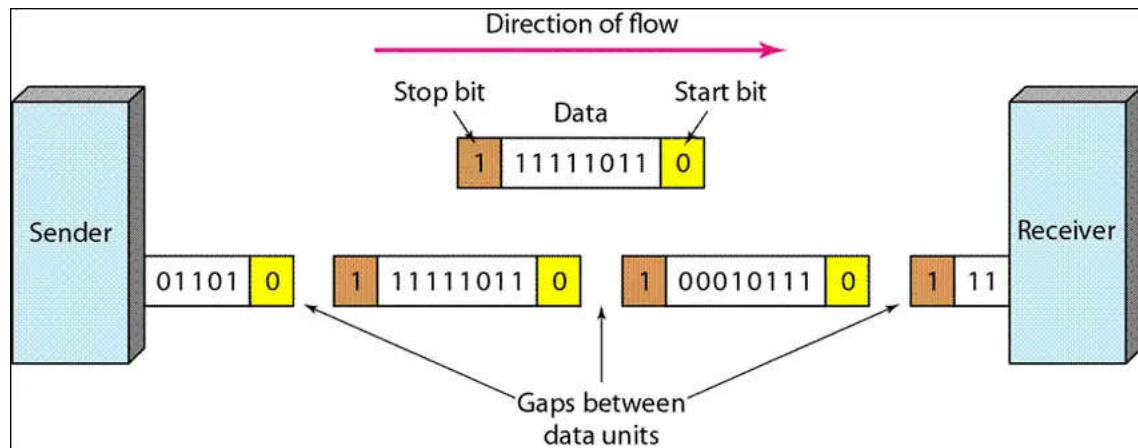 Direction of flow
Stop bit
Data
Start bit
1 11111011 0
Sender
Receiver
01101 0 1 11111011 0 1 00010111 0 1 11
Gaps between
data units